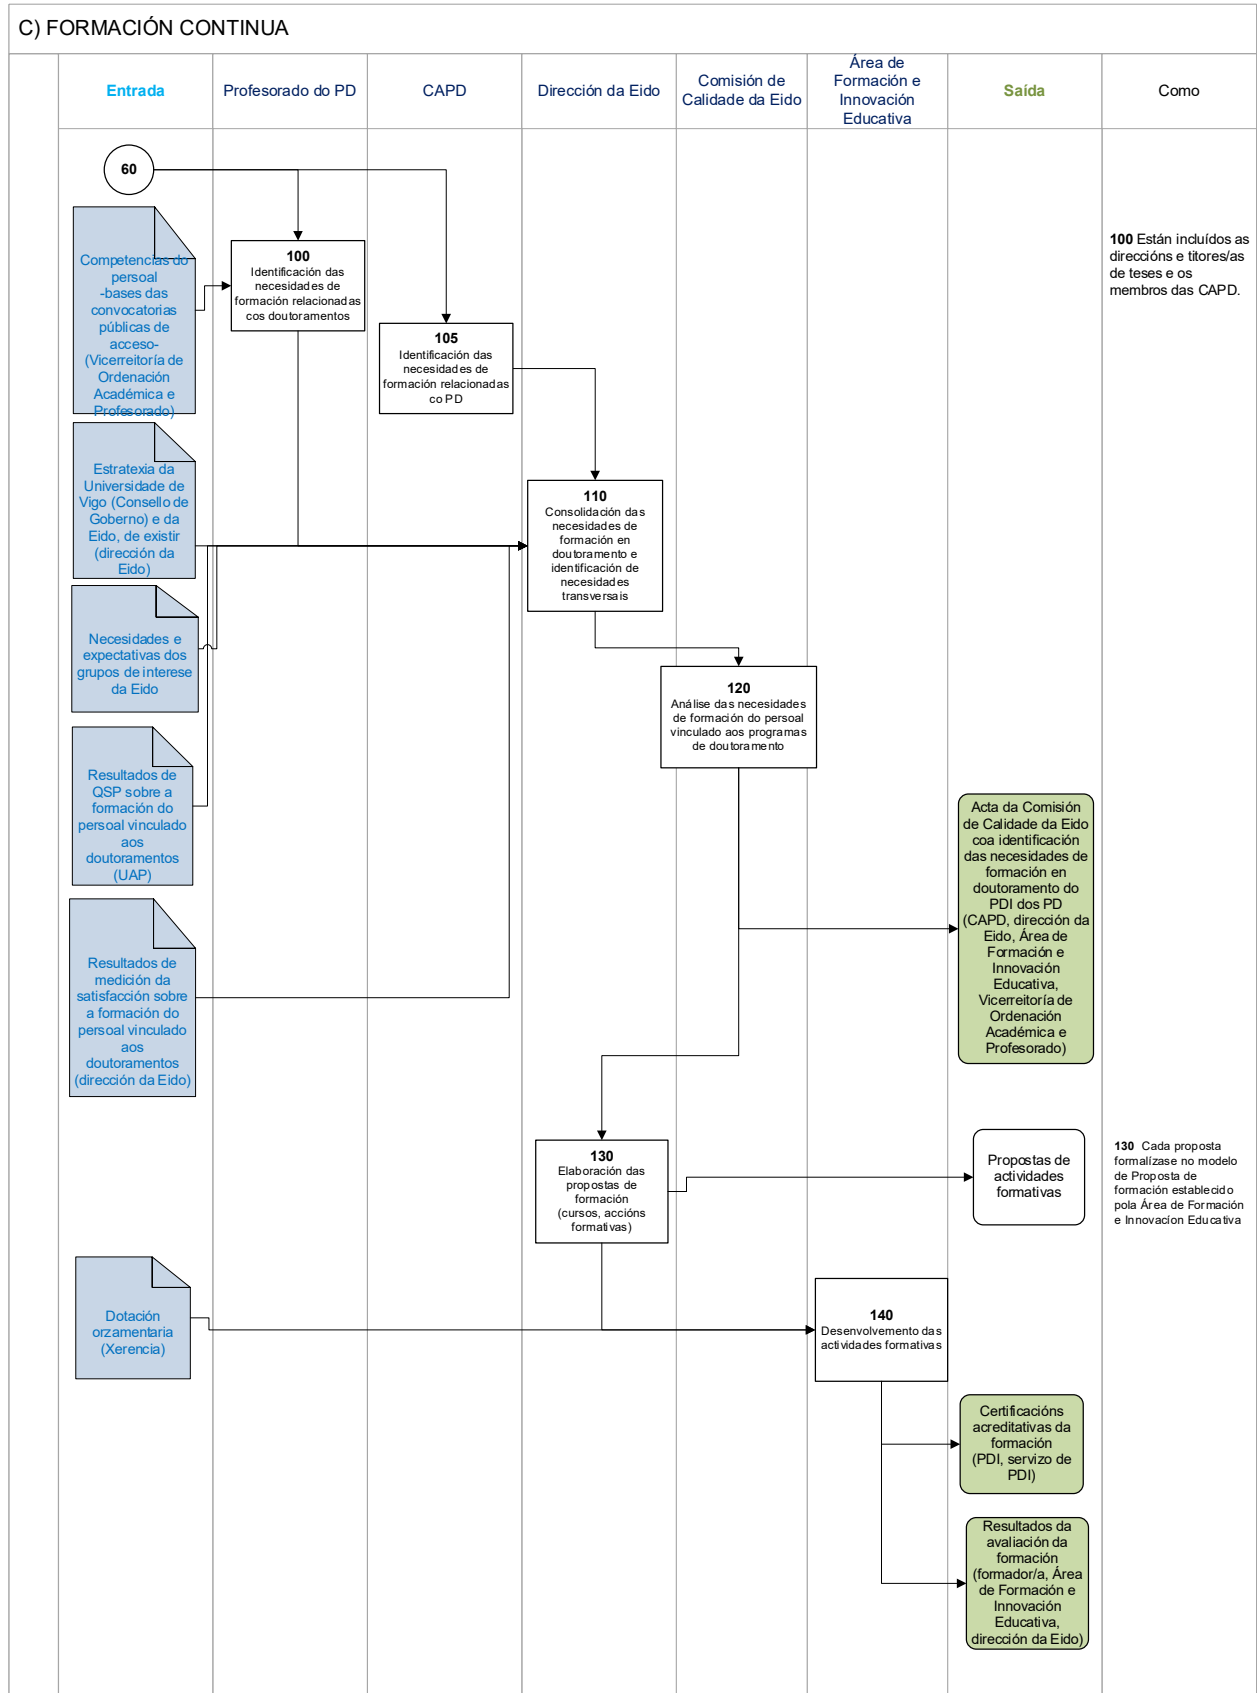 C) FORMACIÓN CONTINUA
Entrada
Profesorado do PD
CAPD
Dirección da Eido
Comisión de
Calidade da Eido
Área de
Formación e
Innovación
Educativa
Saída
Como
60
Competencias do
persoal
-bases das
convocatorias
públicas de
acceso-
(Vicerreitoría de
Ordenación
Académica e
Profesorado)
100
Identificación das
necesidades de
formación relacionadas
cos doutoramentos
100 Están incluídos as
direccións e titores/as
de teses e os
membros das CAPD.
105
Identificación das
necesidades de
formación relacionadas
co PD
Estratexia da
Universidade de
Vigo (Consello de
Goberno) e da
Eido, de existir
(dirección da
Eido)
110
Consolidación das
necesidades de
formación en
doutoramento e
identificación de
necesidades
transversais
Necesidades e
expectativas dos
grupos de interese
da Eido
120
Análise das necesidades
de formación do persoal
vinculado aos programas
de doutoramento
Resultados de
QSP sobre a
formación do
persoal vinculado
aos
doutoramentos
(UAP)
Acta da Comisión
de Calidade da Eido
coa identificación
das necesidades de
formación en
doutoramento do
PDI dos PD
(CAPD, dirección da
Eido, Área de
Formación e
Innovación
Educativa,
Vicerreitoría de
Ordenación
Académica e
Profesorado)
Resultados de
medición da
satisfacción sobre
a formación do
persoal vinculado
aos
doutoramentos
(dirección da Eido)
130
Elaboración das
propostas de
formación
(cursos, accións
formativas)
Propostas de
actividades
formativas
130 Cada proposta
formalízase no modelo
de Proposta de
formación establecido
pola Área de Formación
e Innovacíon Educativa
Dotación
orzamentaria
(Xerencia)
140
Desenvolvemento das
actividades formativas
Certificacións
acreditativas da
formación
(PDI, servizo de
PDI)
Resultados da
avaliación da
formación
(formador/a, Área
de Formación e
Innovación
Educativa,
dirección da Eido)